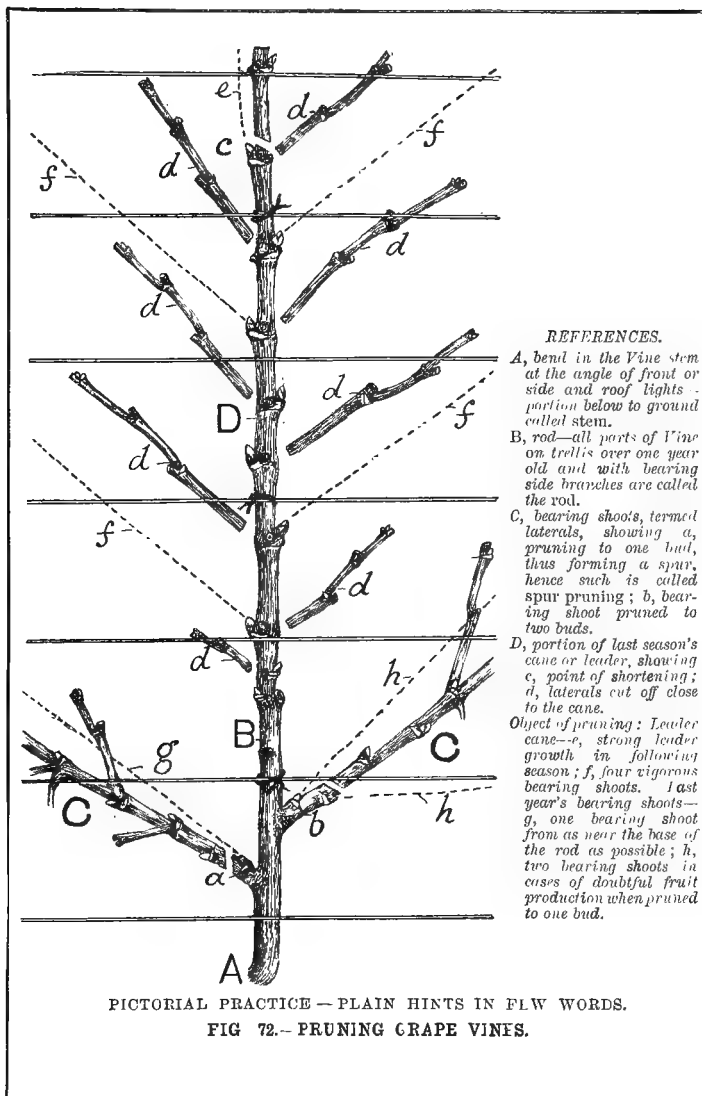 e
d
c
f
d
f
d
d
d
D
d
f
d
f
d
d
h
B
C
g
C
b
h
a
A
REFERENCES.
A, bend in the Vine stem
at the angle of front or
side and roof lights -
portion below to ground
called stem.
B, rod—all parts of Vine
on trellis over one year
old and with bearing
side branches are called
the rod.
C, bearing shoots, termed
laterals, showing a,
pruning to one bud,
thus forming a spur,
hence such is called
spur pruning; b, bear-
ing shoot pruned to
two buds.
D, portion of last season's
cane or leader, showing
c, point of shortening;
d, laterals cut off close
to the cane.
Object of pruning: Leader
cane—e, strong leader
growth in following
season; f, four vigorous
bearing shoots. Last
year's bearing shoots—
g, one bearing shoot
from as near the base of
the rod as possible; h,
two bearing shoots in
cases of doubtful fruit
production when pruned
to one bud.
PICTORIAL PRACTICE — PLAIN HINTS IN FEW WORDS.
FIG 72.— PRUNING GRAPE VINES.